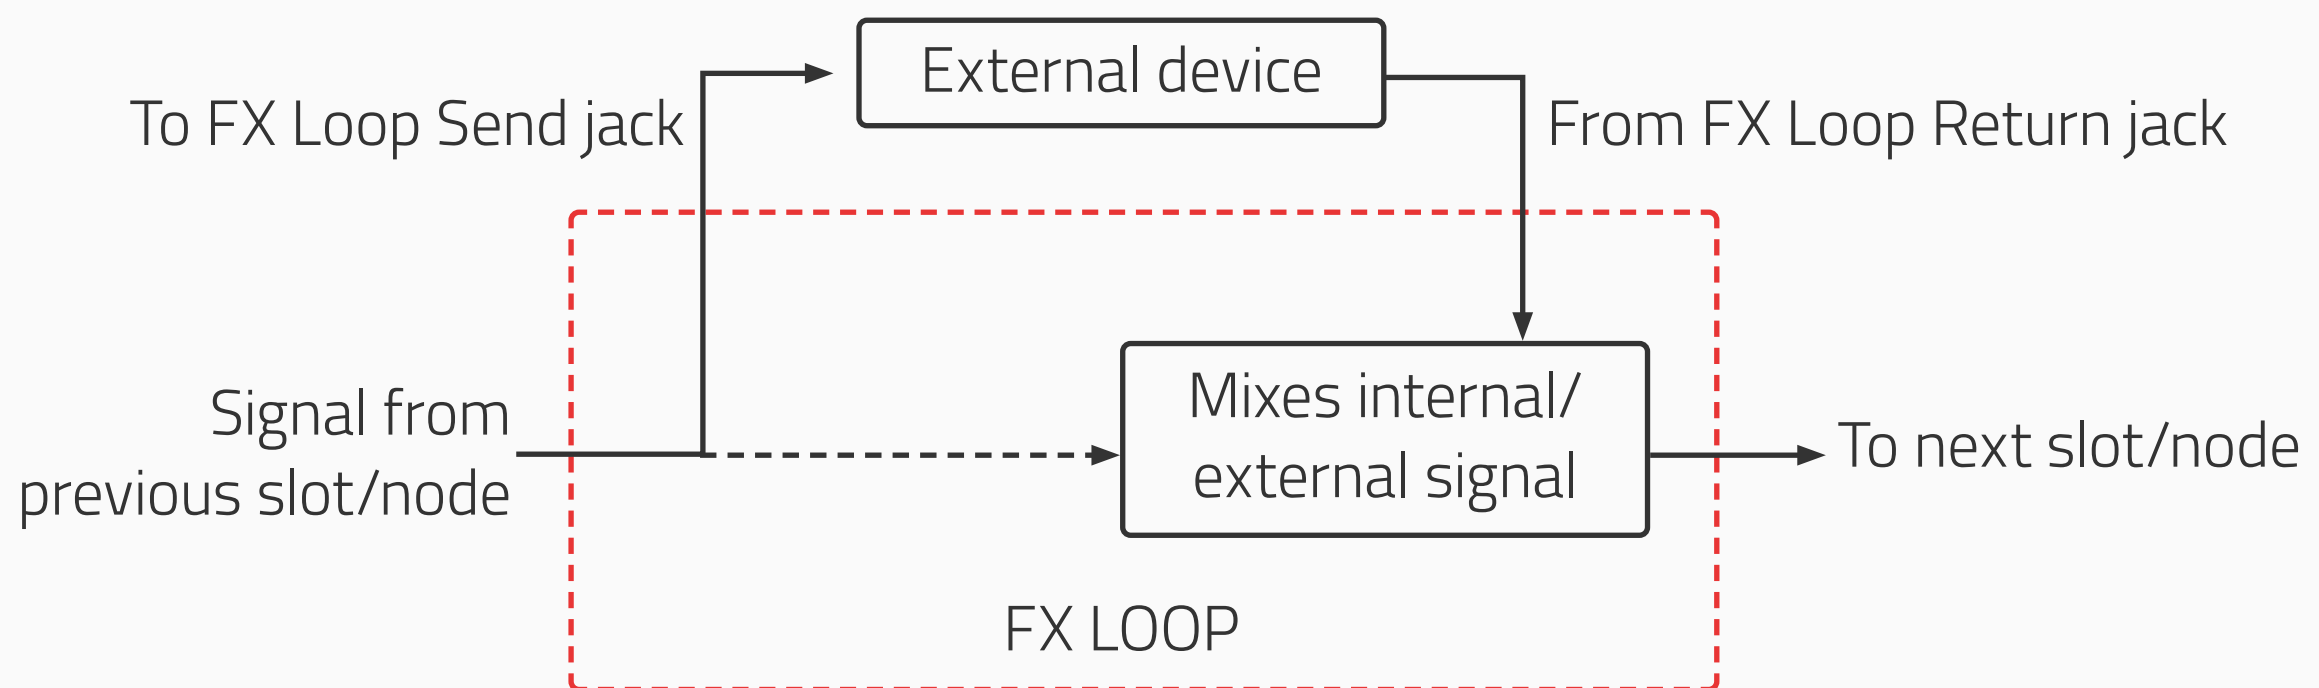 External device
To FX Loop Send jack
From FX Loop Return jack
Signal from
previous slot/node
Mixes internal/
external signal
To next slot/node
FX LOOP